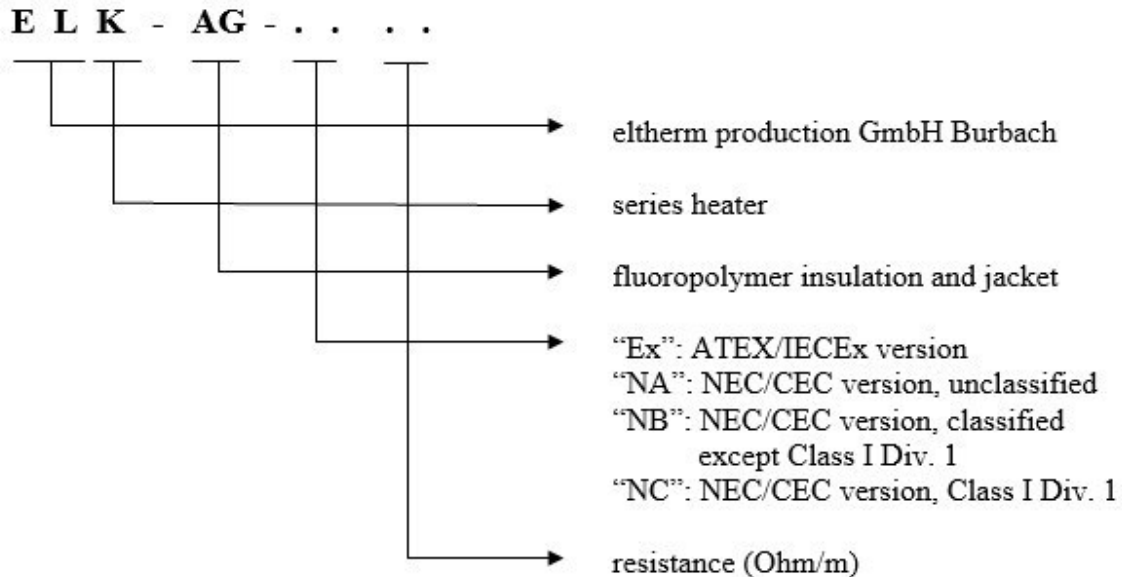 E L K - AG - . . . .
eltherm production GmbH Burbach
series heater
fluoropolymer insulation and jacket
“Ex”: ATEX/IECEx version
“NA”: NEC/CEC version, unclassified
“NB”: NEC/CEC version, classified
except Class I Div. 1
“NC”: NEC/CEC version, Class I Div. 1
resistance (Ohm/m)